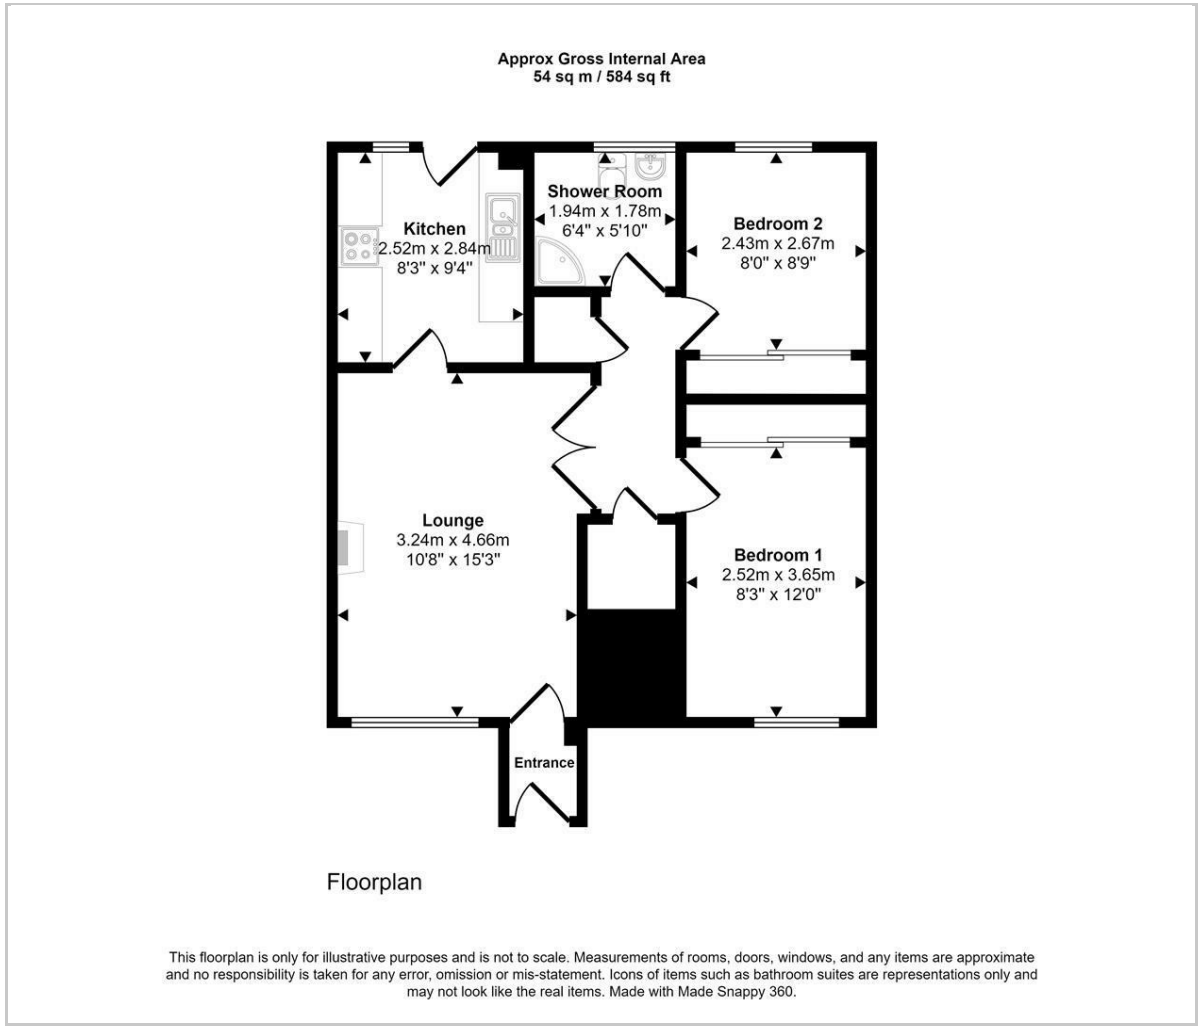 Approx Gross Internal Area
54 sq m / 584 sq ft
Shower Room
1.94m x 1.78m
6'4" x 5'10"
Kitchen
2.52m x 2.84m
8'3" x 9'4"
Bedroom 2
2.43m x 2.67m
8'0" x 8'9"
Lounge
3.24m x 4.66m
10'8" x 15'3"
Bedroom 1
2.52m x 3.65m
8'3" x 12'0"
Entrance
Floorplan
This floorplan is only for illustrative purposes and is not to scale. Measurements of rooms, doors, windows, and any items are approximate
and no responsibility is taken for any error, omission or mis-statement. Icons of items such as bathroom suites are representations only and
may not look like the real items. Made with Made Snappy 360.